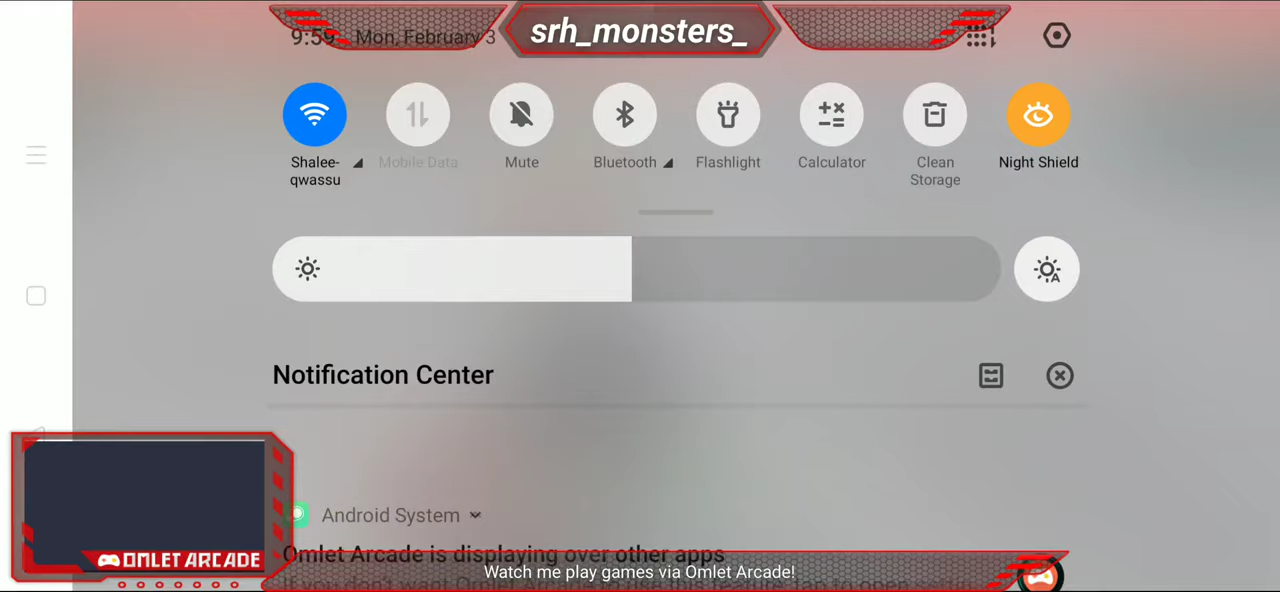 srh_monsters_
9:59 Mon, February 3
Shalee-
qwassu
Mobile Data
Mute
Bluetooth
Flashlight
Calculator
Clean
Storage
Night Shield
Notification Center
Android System
Omlet Arcade is displaying over other apps
OMLET ARCADE
Watch me play games via Omlet Arcade!